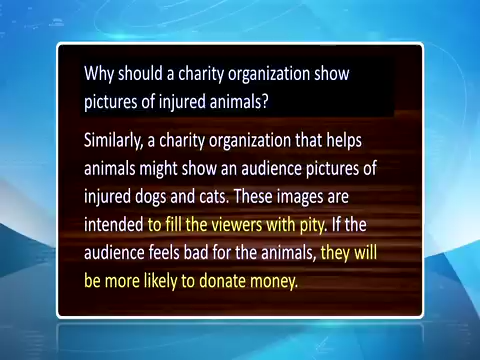 Why should a charity organization show
pictures of injured animals?
Similarly, a charity organization that helps
animals might show an audience pictures of
injured dogs and cats. These images are
intended to fill the viewers with pity. If the
audience feels bad for the animals, they will
be more likely to donate money.